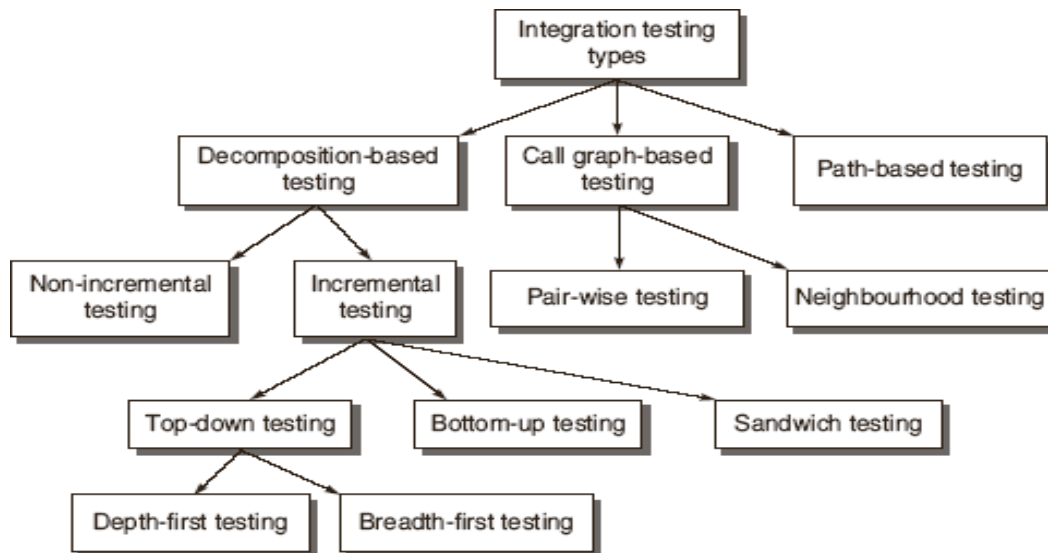 Integration testing
types
Decomposition-based
testing
Call graph-based
testing
Path-based testing
Non-incremental
testing
Incremental
testing
Pair-wise testing
Neighbourhood testing
Top-down testing
Bottom-up testing
Sandwich testing
Depth-first testing
Breadth-first testing